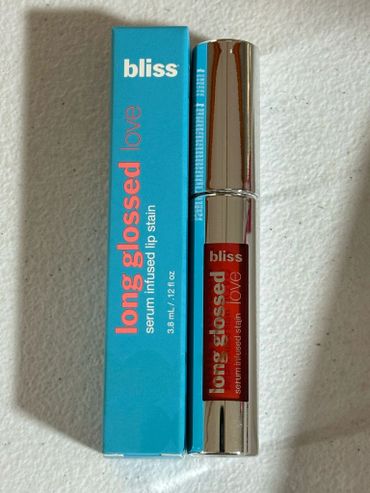 bliss
long glossed love
serum infused lip stain
3.8 mL / .12 fl oz
bliss
long glossed love
serum infused stain